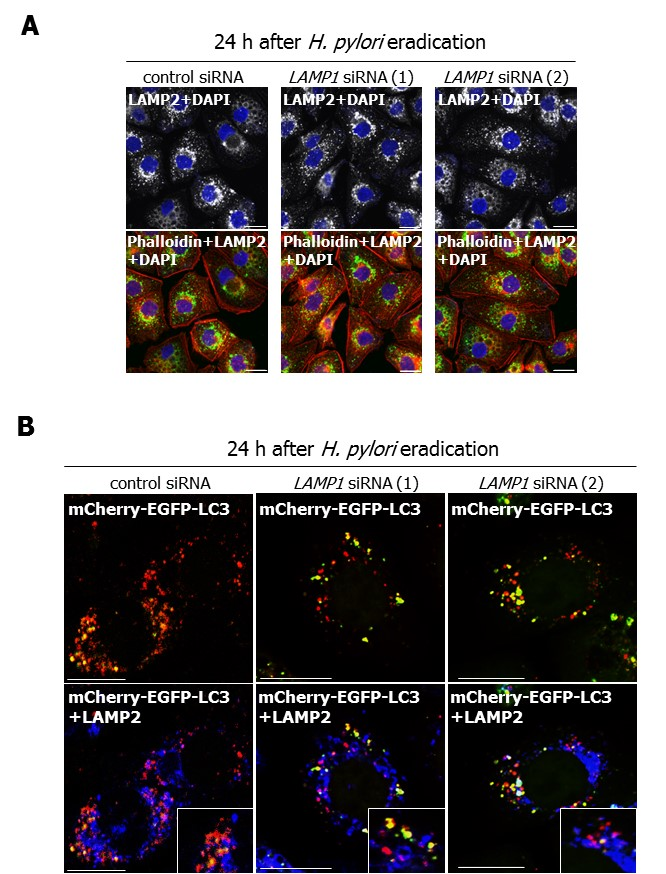 A
24 h after H. pylori eradication
control siRNA LAMP1 siRNA (1) LAMP1 siRNA (2)
LAMP2+DAPI LAMP2+DAPI LAMP2+DAPI
Phalloidin+LAMP2 Phalloidin+LAMP2 Phalloidin+LAMP2
+DAPI +DAPI +DAPI
B
24 h after H. pylori eradication
control siRNA LAMP1 siRNA (1) LAMP1 siRNA (2)
mCherry-EGFP-LC3 mCherry-EGFP-LC3 mCherry-EGFP-LC3
mCherry-EGFP-LC3 mCherry-EGFP-LC3 mCherry-EGFP-LC3
+LAMP2 +LAMP2 +LAMP2